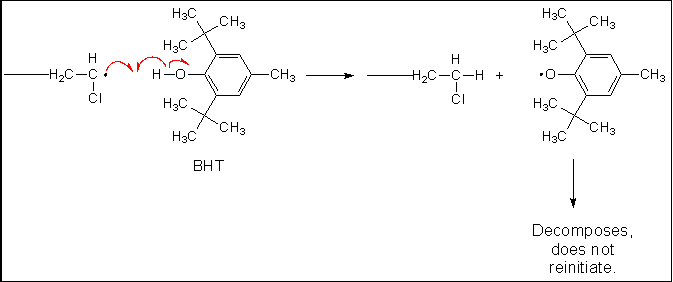 H₃C CH₃
H₃C
H
H₂C—C•
Cl
H—O
CH₃
H₃C CH₃
H₃C
BHT
H
H₂C—C—H
Cl
+
H₃C CH₃
H₃C
•O
CH₃
H₃C CH₃
H₃C
Decomposes,
does not
reinitiate.